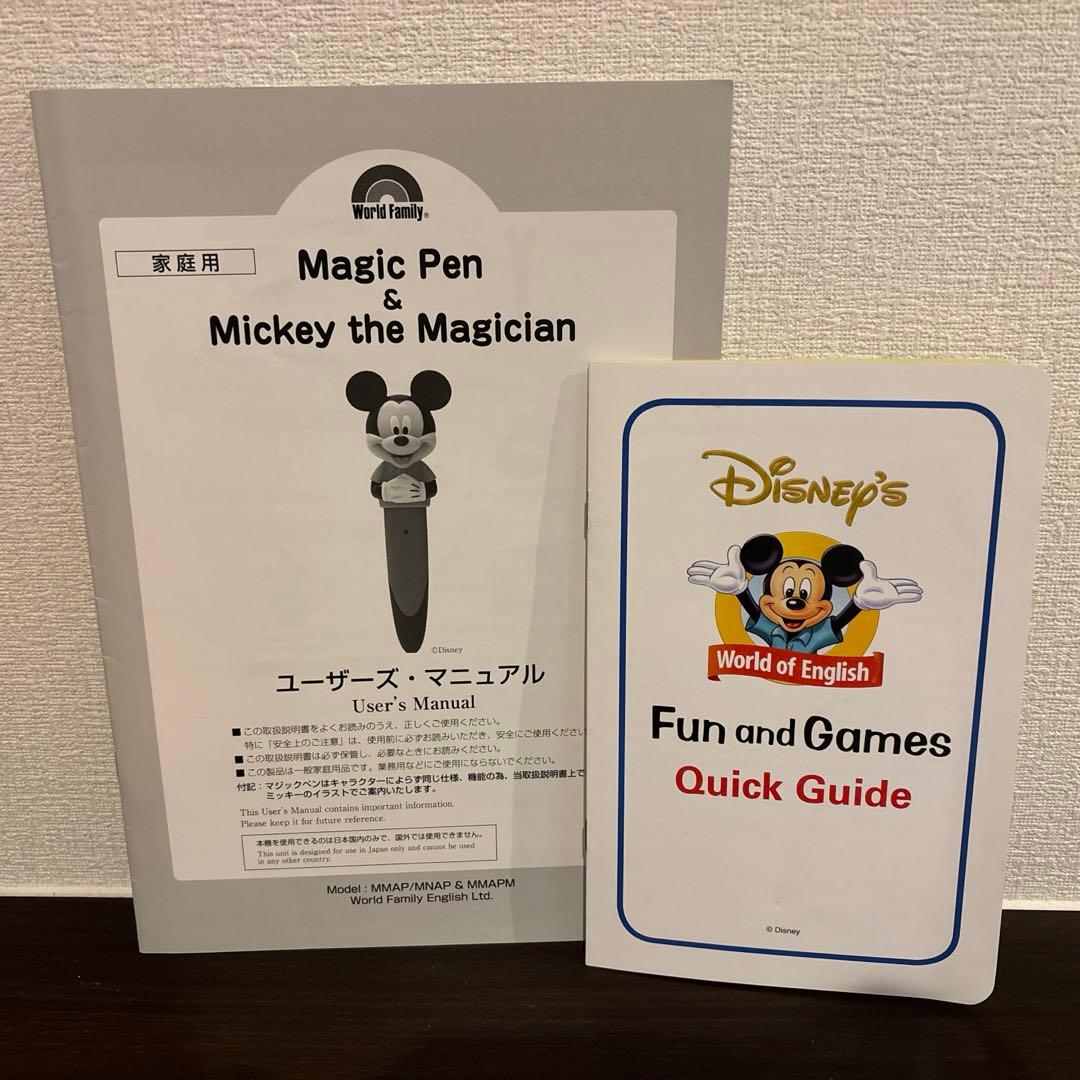 World Family®
家庭用
Magic Pen
&
Mickey the Magician
©Disney
ユーザーズ・マニュアル
User's Manual
■この取扱説明書をよくお読みのうえ、正しくご使用ください。
特に「安全上のご注意」は、使用前に必ずお読みいただき、安全にご使用ください
■この取扱説明書は必ず保管し、必要なときにお読みください。
■この製品は一般家庭用品です。業務用などにご使用にならないでください。
付記：マジックペンはキャラクターによらず同じ仕様、機能の為、当取扱説明書上で
ミッキーのイラストでご案内いたします。
This User's Manual contains important information.
Please keep it for future reference.
本機を使用できるのは日本国内のみで、国外では使用できません。
This unit is designed for use in Japan only and cannot be used
in any other country.
Model : MMAP/MNAP & MMAPM
World Family English Ltd.
Disney's
World of English
Fun and Games
Quick Guide
© Disney